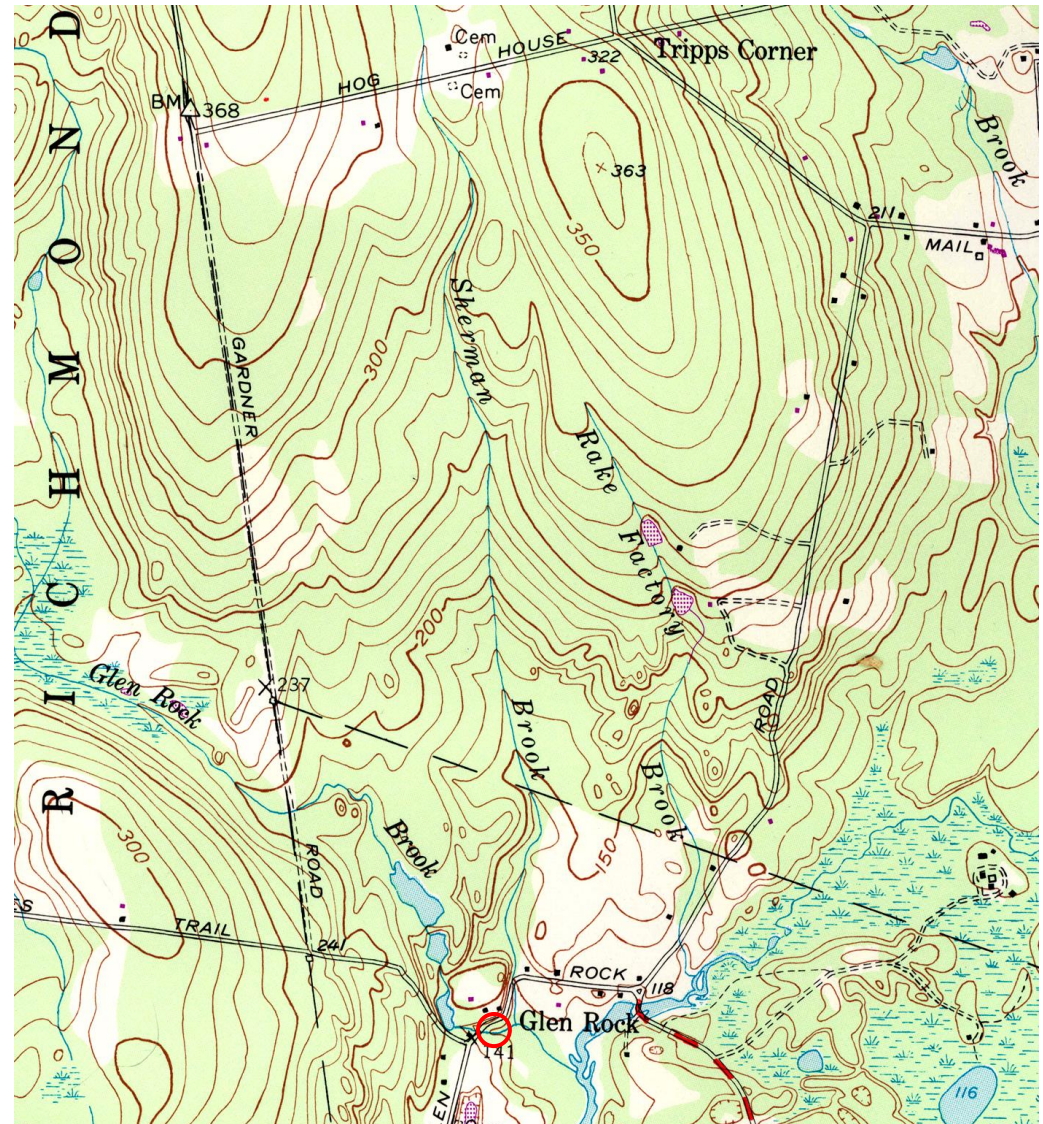 RICHMOND
Cem
Cem
HOG HOUSE
322
Tripps Corner
BM 368
363
350
Brook
211
MAIL
Sherman
300
GARDNER
Rake
Factory
200
Glen Rock
237
Brook
Brook
ROAD
Brook
150
300
ROAD
TRAIL
241
ROCK
118
Glen Rock
141
EN
116